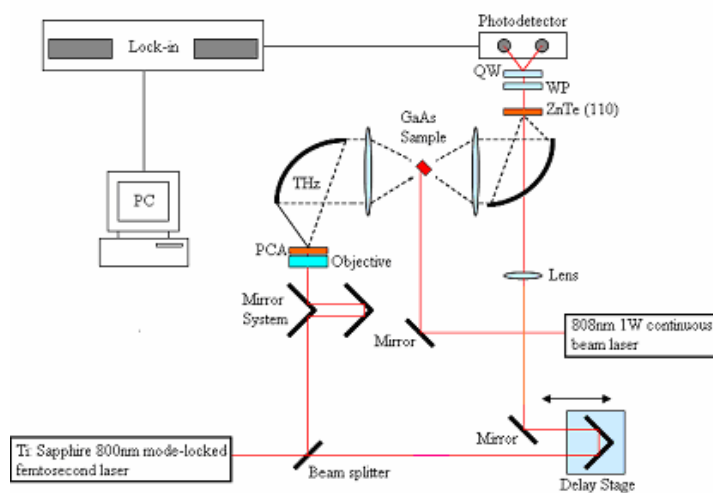 Photodetector
Lock-in
QW
WP
ZnTe (110)
GaAs
Sample
THz
PC
PCA
Objective
Lens
Mirror
System
Mirror
808nm 1W continuous
beam laser
Ti: Sapphire 800nm mode-locked
femtosecond laser
Mirror
Beam splitter
Delay Stage